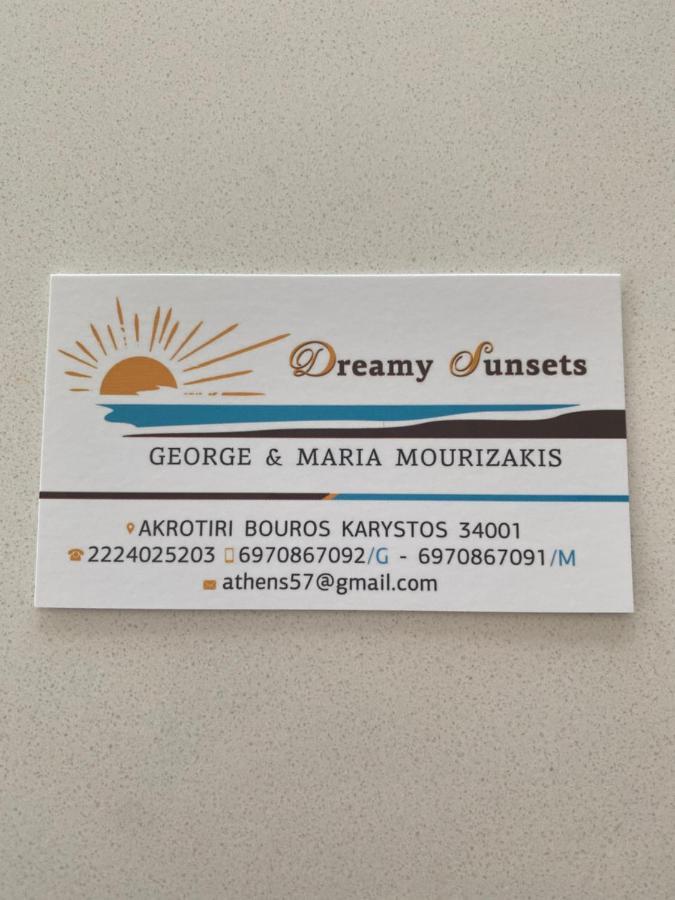 Dreamy Sunsets
GEORGE & MARIA MOURIZAKIS
AKROTIRI BOUROS KARYSTOS 34001
2224025203 6970867092/G - 6970867091/M
athens57@gmail.com